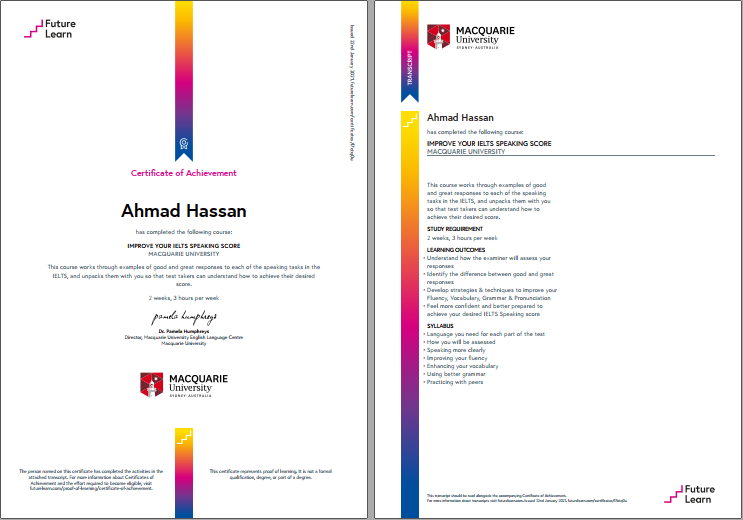 Future
Learn
Certificate of Achievement
Ahmad Hassan
has completed the following course:
IMPROVE YOUR IELTS SPEAKING SCORE
MACQUARIE UNIVERSITY
This course works through examples of good and great responses to each of the speaking tasks in the
IELTS, and unpacks them with you so that test takers can understand how to achieve their desired
score.
2 weeks, 3 hours per week
pamela humphreys
Dr. Pamela Humphreys
Director, Macquarie University English Language Centre
Macquarie University
MACQUARIE
University
SYDNEY·AUSTRALIA
The person named on this certificate has completed the activities in the
attached transcript. For more information about Certificates of
Achievement and the effort required to become eligible, visit
futurelearn.com/proof-of-learning/certificate-of-achievement.
This certificate represents proof of learning. It is not a formal
qualification, degree, or part of a degree.
Issued 22nd January 2021. futurelearn.com/certificates/
TRANSCRIPT
MACQUARIE
University
SYDNEY·AUSTRALIA
Ahmad Hassan
has completed the following course:
IMPROVE YOUR IELTS SPEAKING SCORE
MACQUARIE UNIVERSITY
This course works through examples of good
and great responses to each of the speaking
tasks in the IELTS, and unpacks them with you
so that test takers can understand how to
achieve their desired score.
STUDY REQUIREMENT
2 weeks, 3 hours per week
LEARNING OUTCOMES
• Understand how the examiner will assess your
responses
• Identify the difference between good and great
responses
• Develop strategies & techniques to improve your
Fluency, Vocabulary, Grammar & Pronunciation
• Feel more confident and better prepared to
achieve your desired IELTS Speaking score
SYLLABUS
• Language you need for each part of the test
• How you will be assessed
• Speaking more clearly
• Improving your fluency
• Enhancing your vocabulary
• Using better grammar
• Practicing with peers
This transcript should be read alongside the accompanying Certificate of Achievement.
For more information about transcripts visit futurelearn.com. Issued 22nd January 2021. futurelearn.com/certificates/
Future
Learn